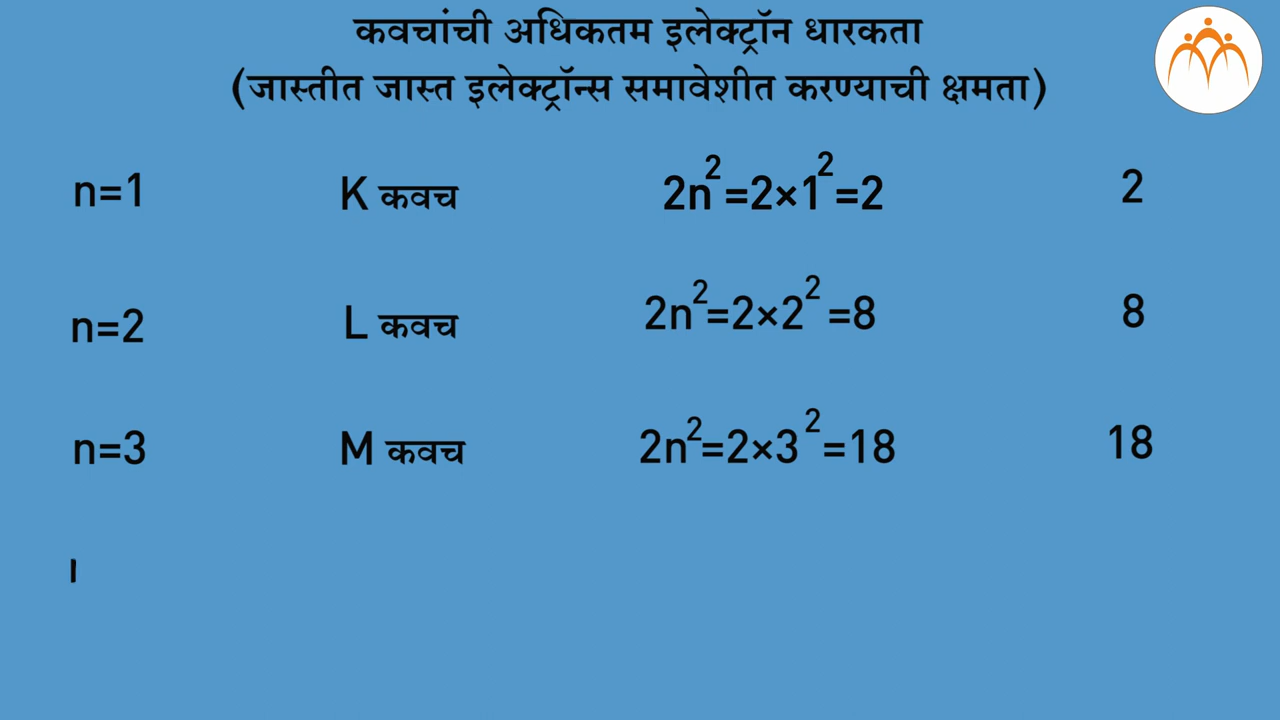 कवचांची अधिकतम इलेक्ट्रॉन धारकता
(जास्तीत जास्त इलेक्ट्रॉन्स समावेशीत करण्याची क्षमता)
n=1 K कवच 2n²=2×1²=2 2
n=2 L कवच 2n²=2×2²=8 8
n=3 M कवच 2n²=2×3²=18 18